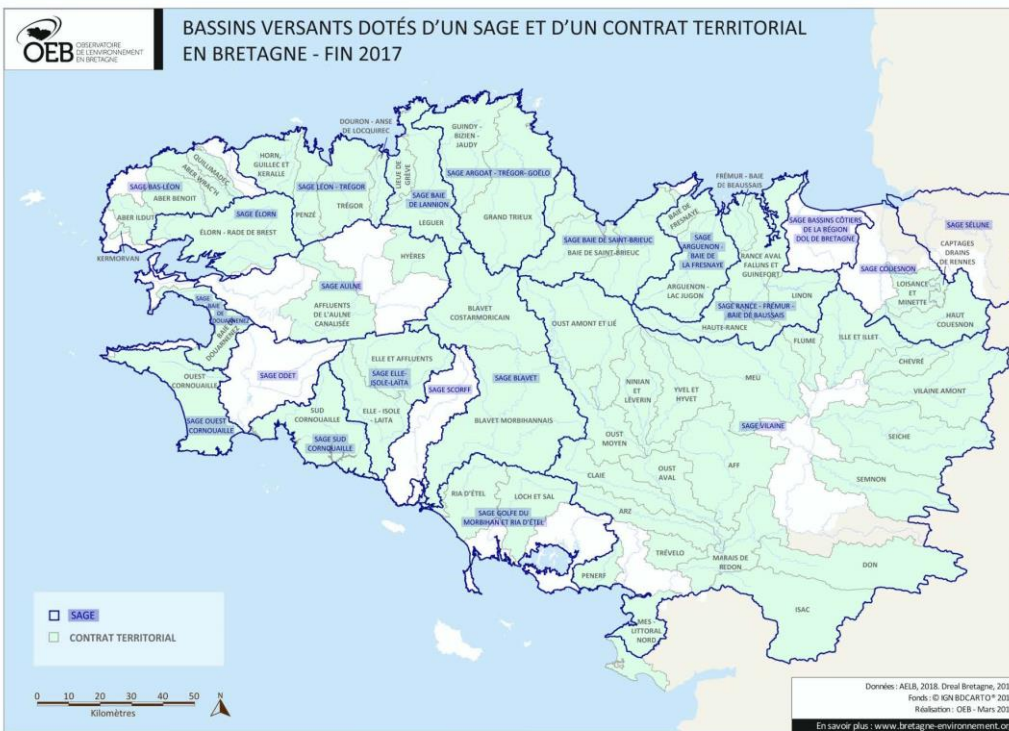 OEB OBSERVATOIRE
DE L'ENVIRONNEMENT
EN BRETAGNE
BASSINS VERSANTS DOTÉS D'UN SAGE ET D'UN CONTRAT TERRITORIAL
EN BRETAGNE - FIN 2017
DOURON - ANSE
DE LOCQUIREC
GUINDY -
BIZIEN -
JAUDY
HORN,
GUILLEC ET
KERALLE
LIEUE DE
GRÈVE
QUILLIMADEC
ABER WRAC'H
SAGE BAS-LÉON
ABER BENOIT
SAGE LÉON - TRÉGOR
SAGE ARGOAT - TRÉGOR- GOËLO
FRÉMUR - BAIE
DE BEAUSSAIS
SAGE BAIE
DE LANNION
ABER ILDUT
SAGE ÉLORN
PENZÉ
TRÉGOR
LEGUER
GRAND TRIEUX
BAIE DE
FRESNAYE
SAGE BASSINS CÔTIERS
DE LA RÉGION
DOL DE BRETAGNE
SAGE SÉLUNE
ÉLORN - RADE DE BREST
KERMORVAN
SAGE BAIE DE SAINT-BRIEUC
BAIE DE SAINT-BRIEUC
SAGE
ARGUENON -
BAIE DE
LA FRESNAYE
RANCE AVAL
FALUNS ET
GUINEFORT
CAPTAGES
DRAINS
DE RENNES
HYÈRES
SAGE COUESNON
SAGE AULNE
ARGUENON -
LAC JUGON
LINON
LOISANCE
ET
MINETTE
SAGE
BAIE
DE
DOUARNENEZ
BAIE
DOUARNENEZ
AFFLUENTS
DE L'AULNE
CANALISÉE
BLAVET
COSTARMORICAIN
SAGE RANCE - FRÉMUR -
BAIE DE BAUSSAIS
HAUT
COUESNON
OUST AMONT ET LIÉ
HAUTE-RANCE
FLUME
ILLE ET ILLET
ELLE ET AFFLUENTS
CHEVRÉ
OUEST
CORNOUAILLE
SAGE ODET
SAGE ELLE-
ISOLE-LAÏTA
SAGE SCORFF
SAGE BLAVET
NINIAN
ET
LÉVERIN
YVEL ET
HYVET
MEU
VILAINE AMONT
SUD
CORNOUAILLE
ELLE - ISOLE
- LAITA
BLAVET MORBIHANNAIS
SAGE OUEST
CORNOUAILLE
SAGE SUD
CORNOUAILLE
OUST
MOYEN
SAGE VILAINE
SEICHE
CLAIE
OUST
AVAL
AFF
SEMNON
RIA D'ÉTEL
LOCH ET SAL
SAGE GOLFE DU
MORBIHAN ET RIA D'ÉTEL
ARZ
TRÉVELO
MARAIS DE
REDON
DON
PENERF
ISAC
MES -
LITTORAL
NORD
SAGE
CONTRAT TERRITORIAL
0 10 20 30 40 50
Kilomètres
N
Données : AELB, 2018. Dreal Bretagne, 201
Fonds : © IGN BDCARTO® 201
Réalisation : OEB - Mars 201
En savoir plus : www.bretagne-environnement.or